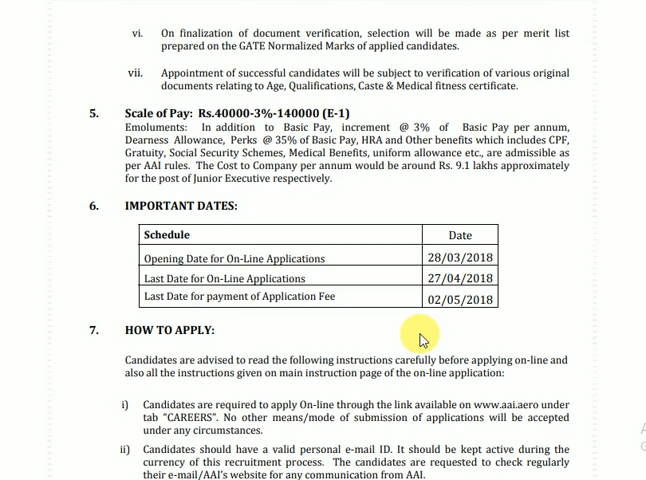 vi. On finalization of document verification, selection will be made as per merit list
prepared on the GATE Normalized Marks of applied candidates.
vii. Appointment of successful candidates will be subject to verification of various original
documents relating to Age, Qualifications, Caste & Medical fitness certificate.
5. Scale of Pay: Rs.40000-3%-140000 (E-1)
Emoluments: In addition to Basic Pay, increment @ 3% of Basic Pay per annum,
Dearness Allowance, Perks @ 35% of Basic Pay, HRA and Other benefits which includes CPF,
Gratuity, Social Security Schemes, Medical Benefits, uniform allowance etc., are admissible as
per AAI rules. The Cost to Company per annum would be around Rs. 9.1 lakhs approximately
for the post of Junior Executive respectively.
6. IMPORTANT DATES:
Schedule Date
Opening Date for On-Line Applications 28/03/2018
Last Date for On-Line Applications 27/04/2018
Last Date for payment of Application Fee 02/05/2018
7. HOW TO APPLY:
Candidates are advised to read the following instructions carefully before applying on-line and
also all the instructions given on main instruction page of the on-line application:
i) Candidates are required to apply On-line through the link available on www.aai.aero under
tab “CAREERS”. No other means/mode of submission of applications will be accepted
under any circumstances.
ii) Candidates should have a valid personal e-mail ID. It should be kept active during the
currency of this recruitment process. The candidates are requested to check regularly
their e-mail/AAI's website for any communication from AAI.